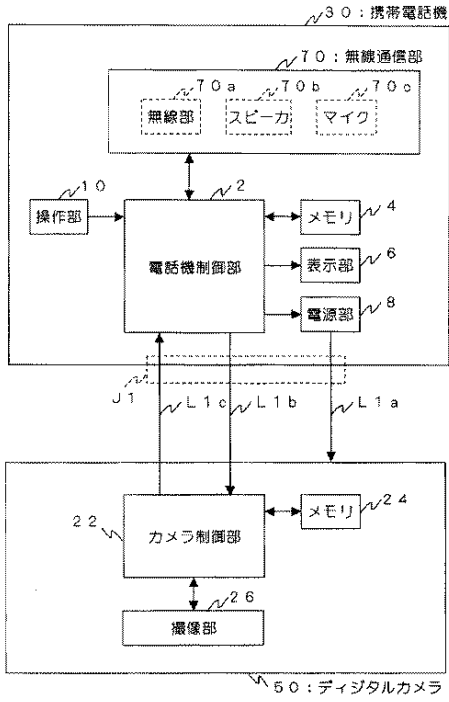 30:携帯電話機
70:無線通信部
70a 70b 70c
無線部 スピーカ マイク
10 2
操作部 メモリ 4
電話機制御部 表示部 6
電源部 8
J1 L1c L1b L1a
22 カメラ制御部 メモリ 24
26
撮像部
50:ディジタルカメラ